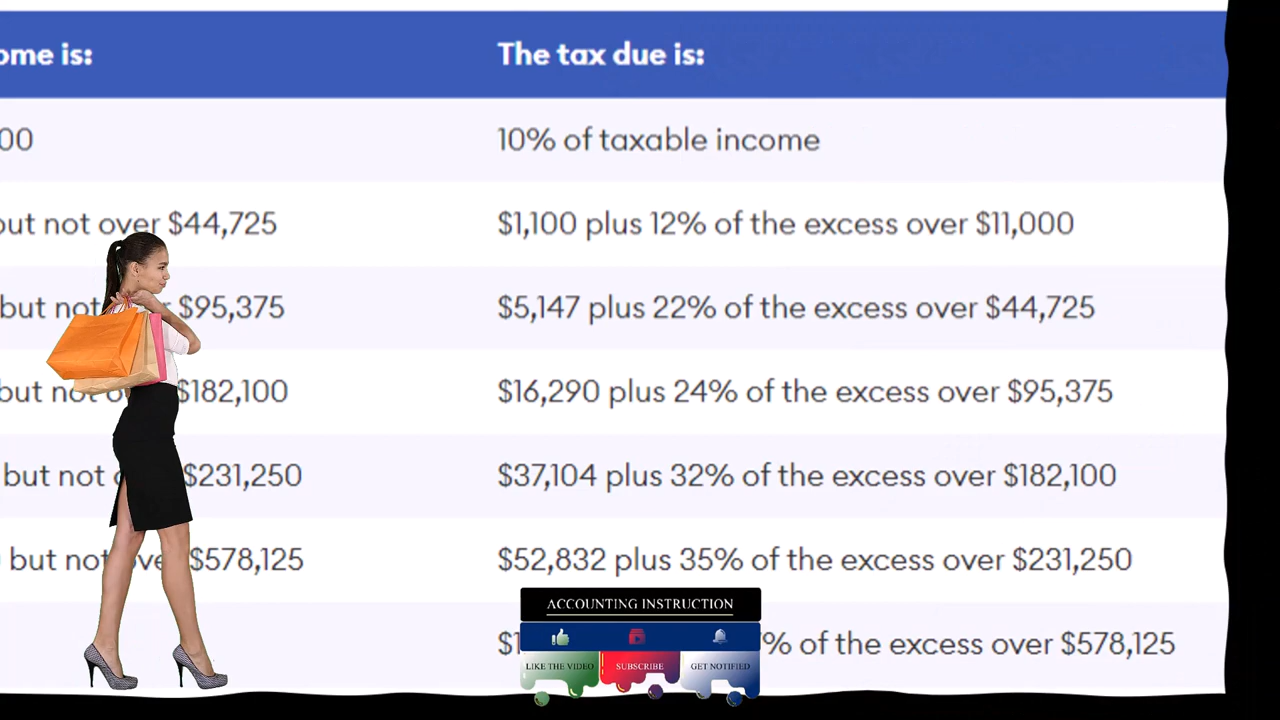 ome is: The tax due is:
00 10% of taxable income
but not over $44,725 $1,100 plus 12% of the excess over $11,000
but not $95,375 $5,147 plus 22% of the excess over $44,725
but not $182,100 $16,290 plus 24% of the excess over $95,375
but not $231,250 $37,104 plus 32% of the excess over $182,100
but not over $578,125 $52,832 plus 35% of the excess over $231,250
ACCOUNTING INSTRUCTION
$1 7% of the excess over $578,125
LIKE THE VIDEO SUBSCRIBE GET NOTIFIED